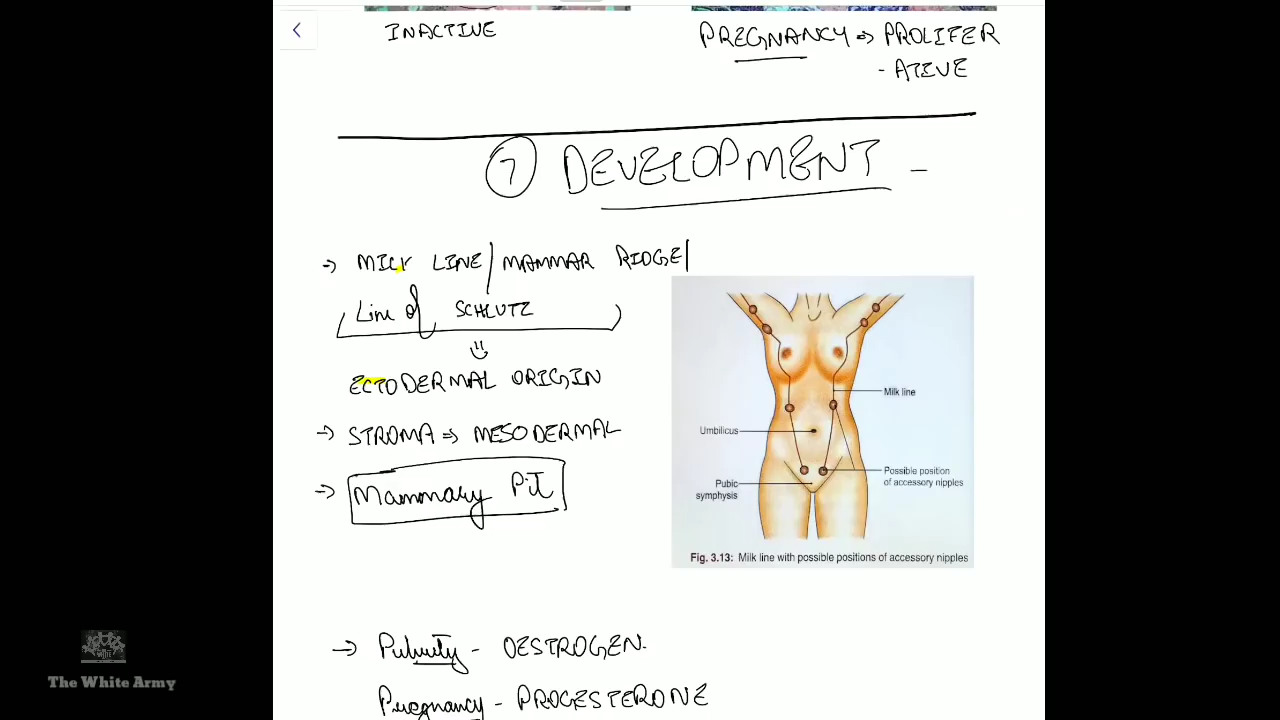 INACTIVE
PREGNANCY => PROLIFER
- ATIVE
7 DEVELOPMENT -
-> MILK LINE / MAMMAR RIDGE /
Line of SCHLUTZ
ECTODERMAL ORIGIN
-> STROMA => MESODERMAL
-> Mammary Pit
Milk line
Umbilicus
Possible position
of accessory nipples
Pubic
symphysis
Fig. 3.13: Milk line with possible positions of accessory nipples
-> Puberty - OESTROGEN.
Pregnancy - PROGESTERONE
The White Army